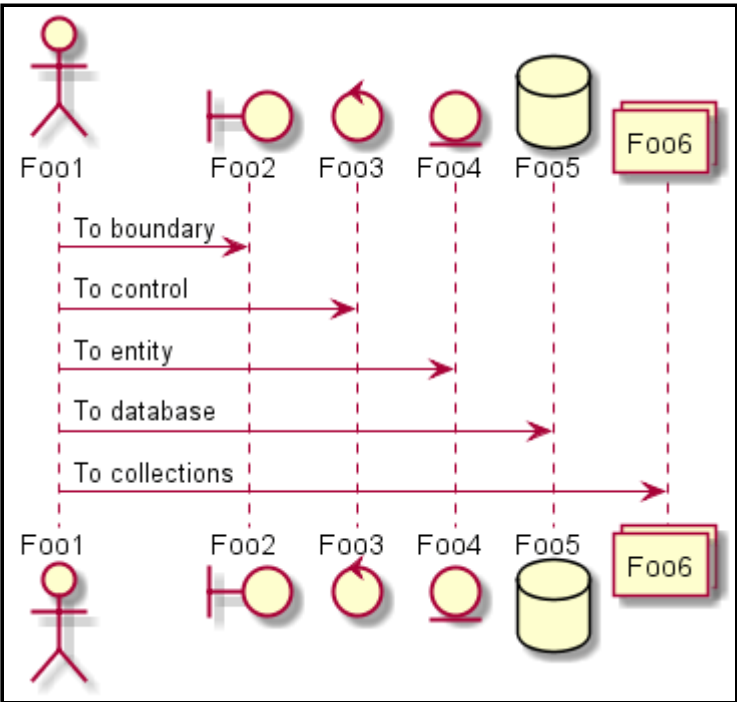 Foo1 Foo2 Foo3 Foo4 Foo5 Foo6
To boundary
To control
To entity
To database
To collections
Foo1 Foo2 Foo3 Foo4 Foo5 Foo6